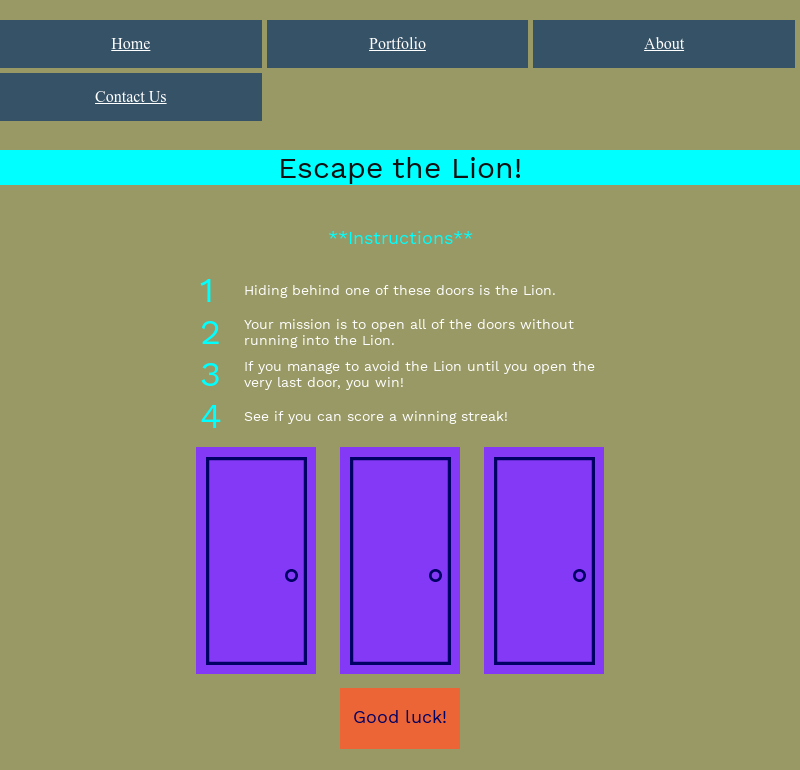 Home
Portfolio
About
Contact Us
Escape the Lion!
**Instructions**
1
Hiding behind one of these doors is the Lion.
2
Your mission is to open all of the doors without
running into the Lion.
3
If you manage to avoid the Lion until you open the
very last door, you win!
4
See if you can score a winning streak!
Good luck!